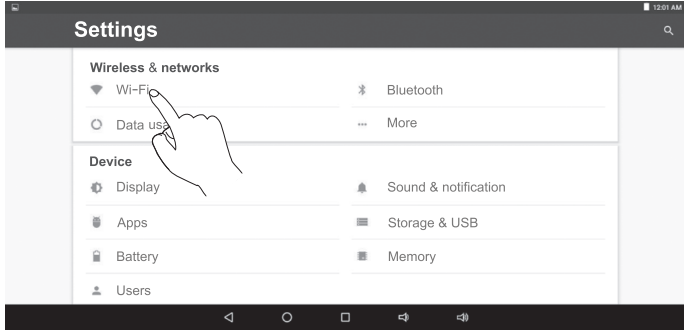 12:01 AM
Settings
Wireless & networks
Wi-Fi
Bluetooth
Data usa
More
Device
Display
Sound & notification
Apps
Storage & USB
Battery
Memory
Users